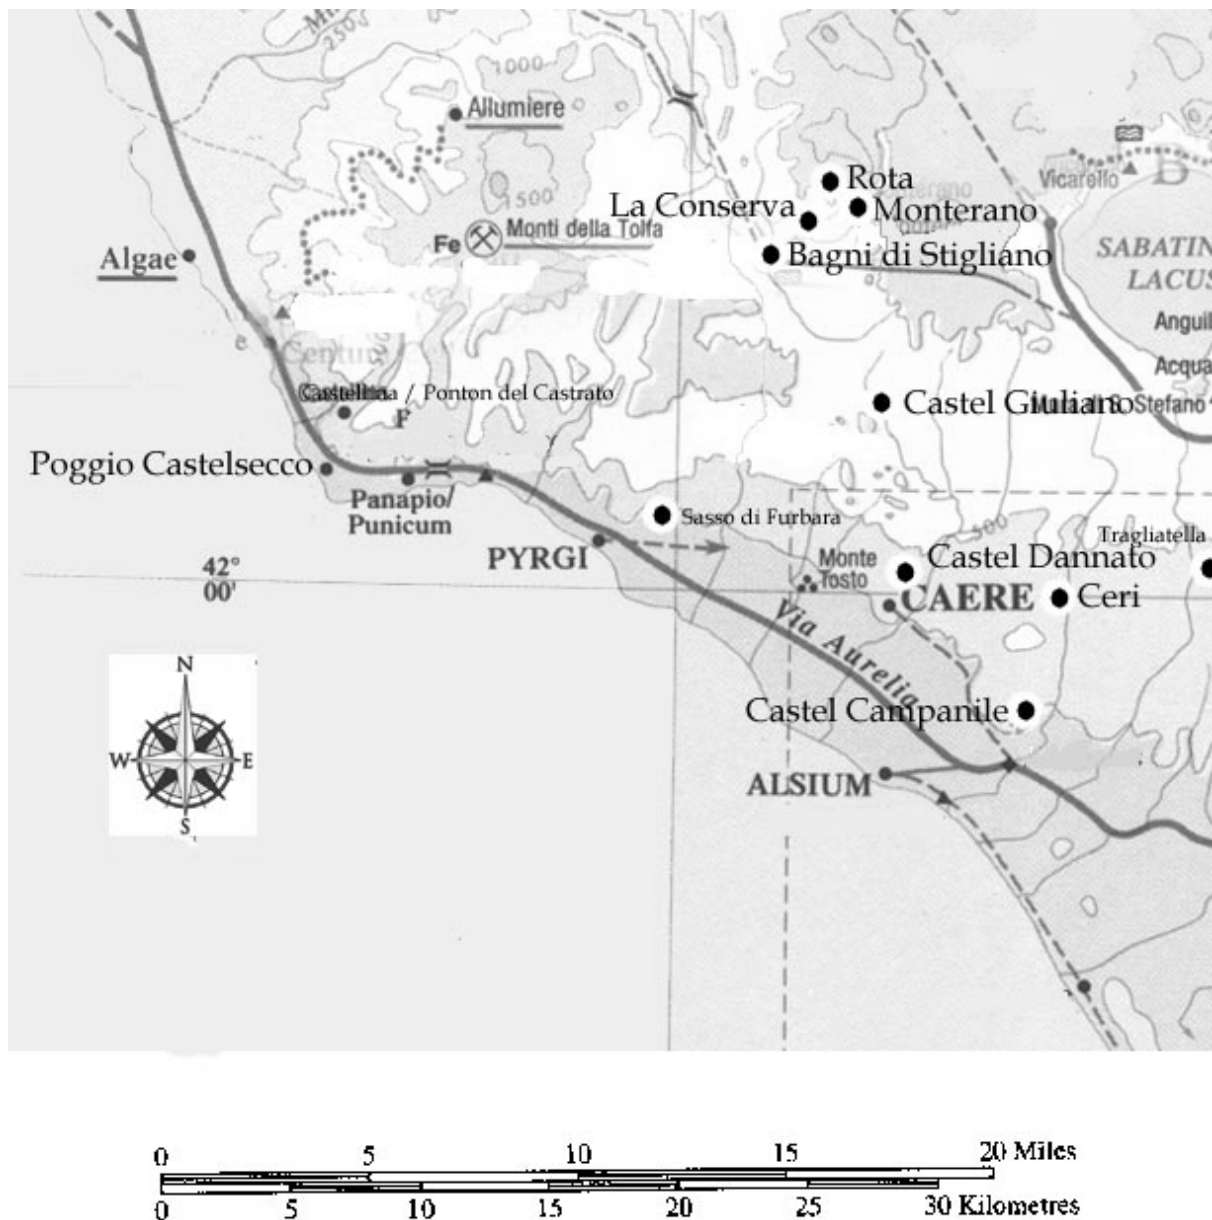 250
1000
Allumiere
Vicarello
B
Rota
La Conserva
Monterano
1500
Fe
Monti della Tolfa
Algae
Bagni di Stigliano
SABATIN
LACUS
Anguil
Acqua
Castellina / Ponton del Castrato
Castel Giuliano
S. Stefano
Poggio Castelsecco
Panapio/
Punicum
Sasso di Furbara
500
Tragliatella
PYRGI
Monte
Tosto
Castel Dannato
42°
00'
CAERE
Ceri
Via Aurelia
N
Castel Campanile
W
E
ALSIUM
S
0 5 10 15 20 Miles
0 5 10 15 20 25 30 Kilometres